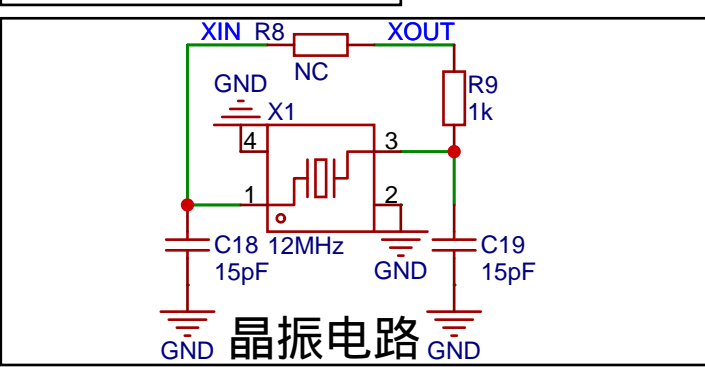 XIN R8 XOUT
NC
GND
R9
X1
1k
4 3
1 2
C18 12MHz C19
15pF GND 15pF
GND 晶振电路 GND